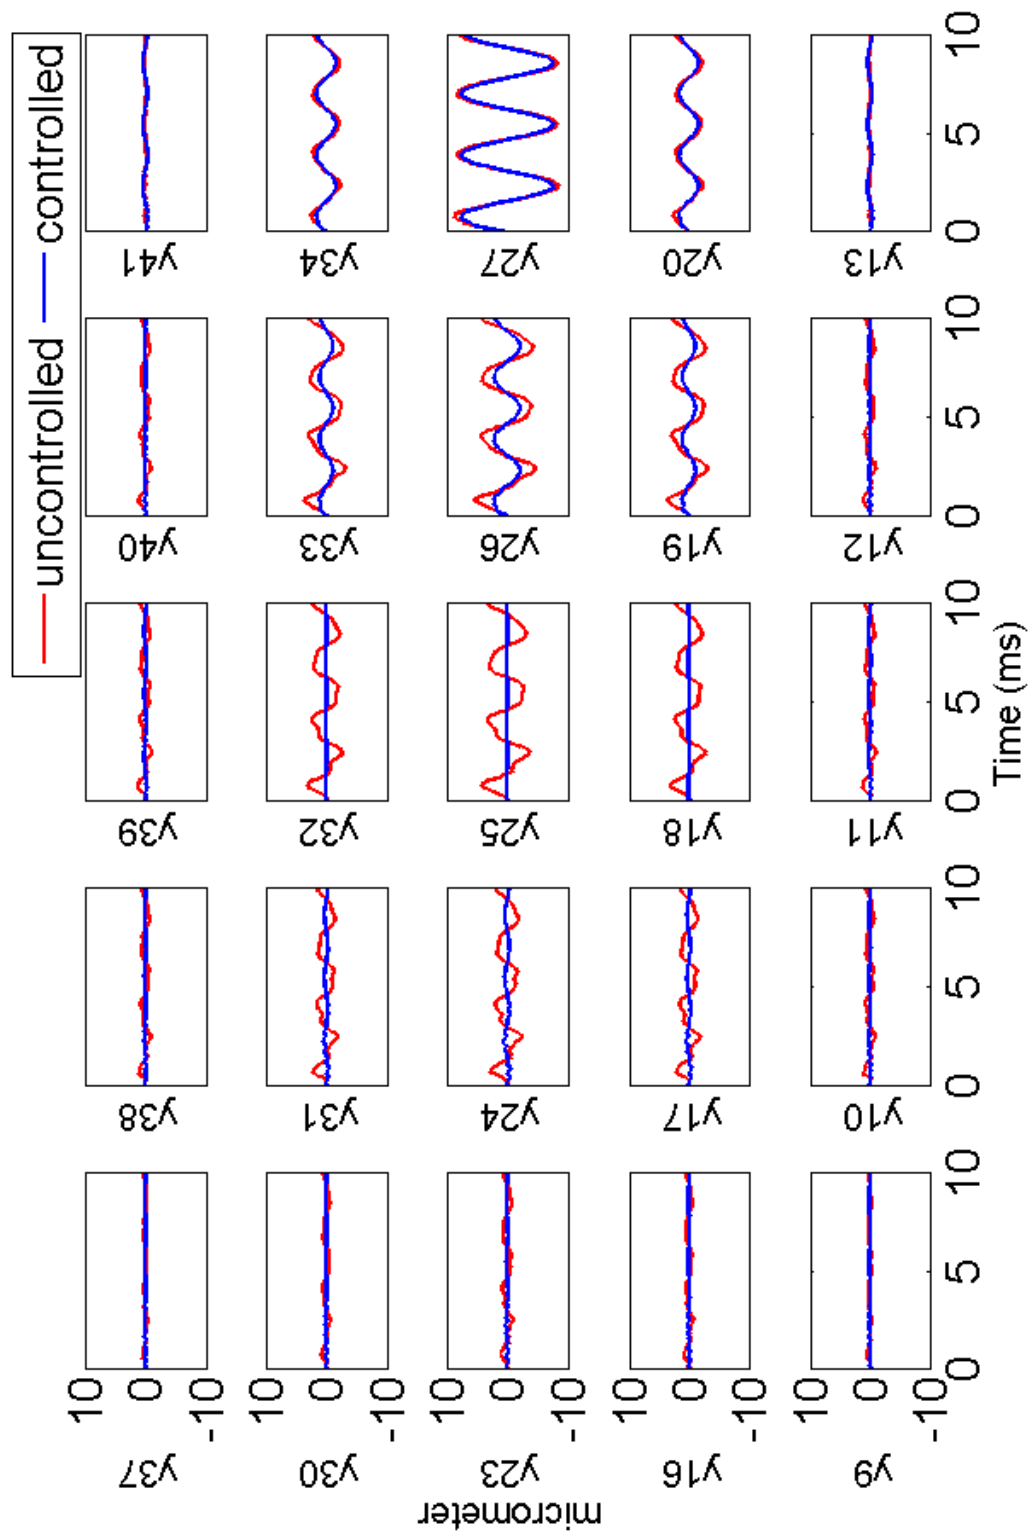 uncontrolled controlled
y37 10 0 -10 y38 y39 y40 y41
y30 10 0 -10 y31 y32 y33 y34
micrometer
y23 10 0 -10 y24 y25 y26 y27
y16 10 0 -10 y17 y18 y19 y20
y9 10 0 -10 y10 y11 y12 y13
0 5 10 0 5 10 0 5 10 0 5 10 0 5 10
Time (ms)